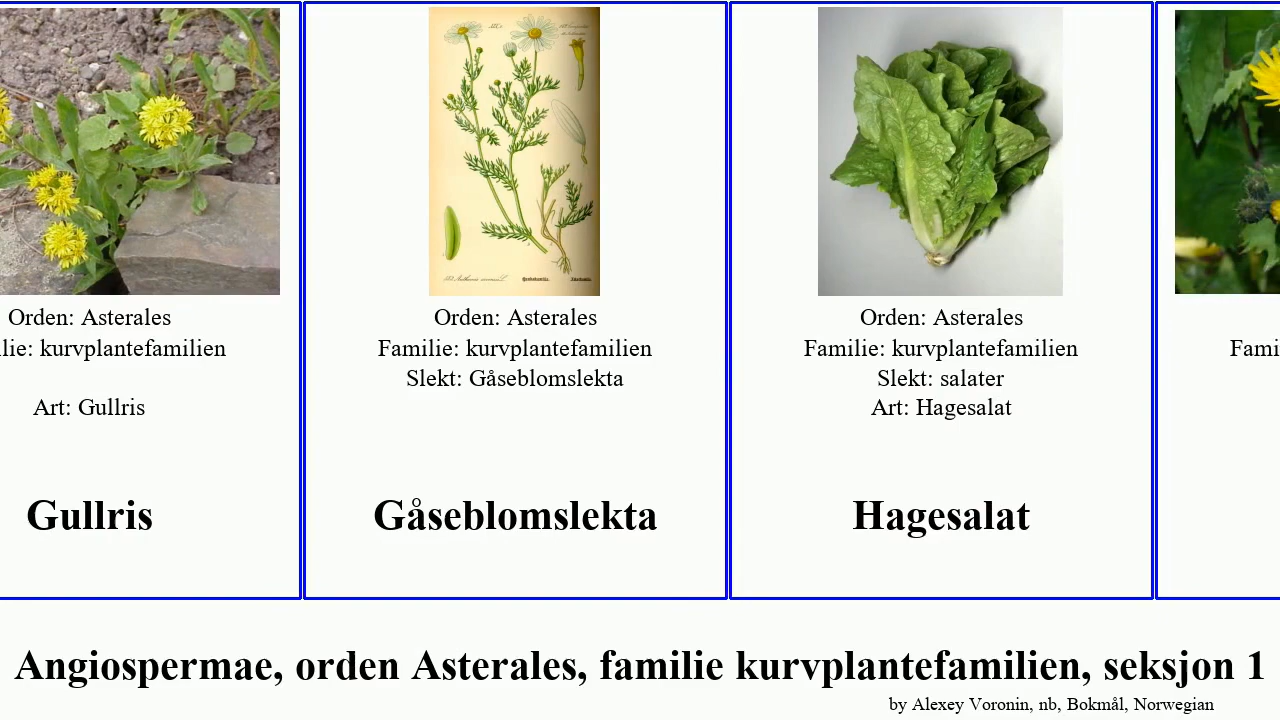 Orden: Asterales
lie: kurvplantefamilien
Art: Gullris
Gullris
Orden: Asterales
Familie: kurvplantefamilien
Slekt: Gåseblomslekta
Gåseblomslekta
Orden: Asterales
Familie: kurvplantefamilien
Slekt: salater
Art: Hagesalat
Hagesalat
Fami
Angiospermae, orden Asterales, familie kurvplantefamilien, seksjon 1
by Alexey Voronin, nb, Bokmål, Norwegian